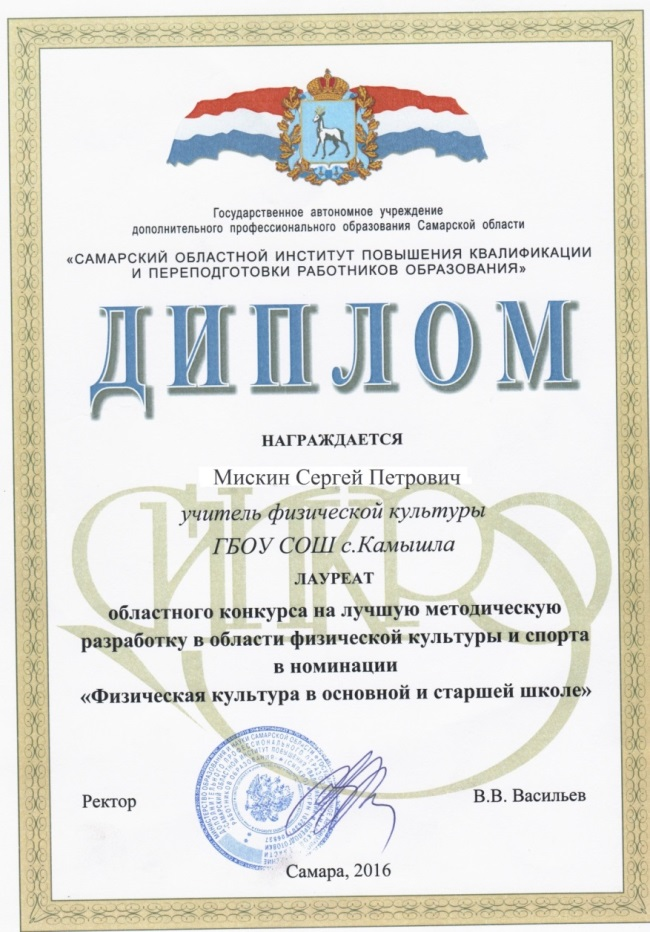 Государственное автономное учреждение
дополнительного профессионального образования Самарской области
«САМАРСКИЙ ОБЛАСТНОЙ ИНСТИТУТ ПОВЫШЕНИЯ КВАЛИФИКАЦИИ
И ПЕРЕПОДГОТОВКИ РАБОТНИКОВ ОБРАЗОВАНИЯ»
ДИПЛОМ
НАГРАЖДАЕТСЯ
Мискин Сергей Петрович
учитель физической культуры
ГБОУ СОШ с.Камышла
ЛАУРЕАТ
областного конкурса на лучшую методическую
разработку в области физической культуры и спорта
в номинации
«Физическая культура в основной и старшей школе»
Ректор
В.В. Васильев
Самара, 2016